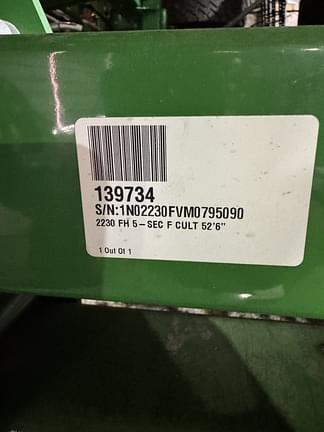 139734
S/N:1N02230FVM0795090
2230 FH 5-SEC F CULT 52'6"
1 Out Of 1